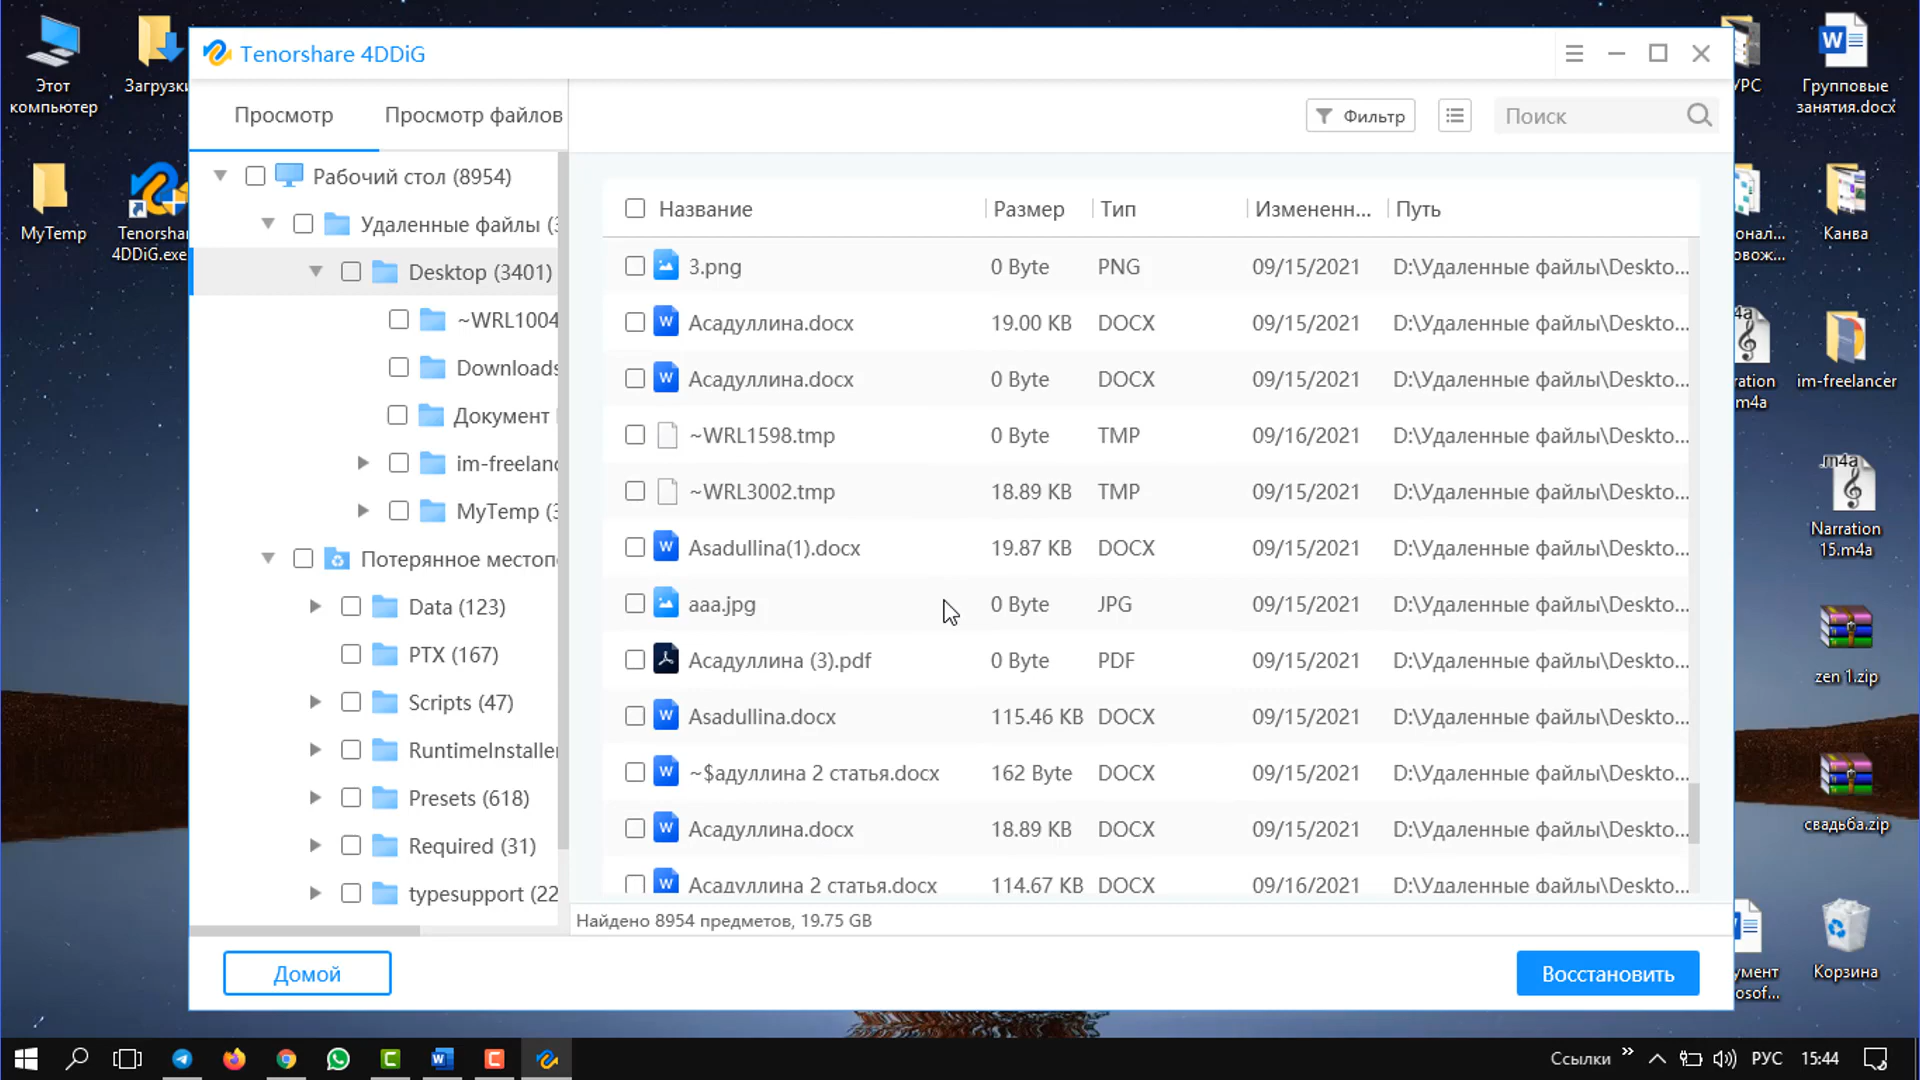 Этот
компьютер
Загрузки
MyTemp
Tenorsha
4DDiG.exe
Tenorshare 4DDiG
Просмотр
Просмотр файлов
Фильтр
Поиск
Рабочий стол (8954)
Удаленные файлы (3
Desktop (3401)
~WRL1004
Downloads
Документ
im-freelanc
MyTemp (3
Потерянное местоп
Data (123)
PTX (167)
Scripts (47)
RuntimeInstaller
Presets (618)
Required (31)
typesupport (22
Название Размер Тип Измененн... Путь
3.png 0 Byte PNG 09/15/2021 D:\Удаленные файлы\Deskto...
Асадуллина.docx 19.00 KB DOCX 09/15/2021 D:\Удаленные файлы\Deskto...
Асадуллина.docx 0 Byte DOCX 09/15/2021 D:\Удаленные файлы\Deskto...
~WRL1598.tmp 0 Byte TMP 09/16/2021 D:\Удаленные файлы\Deskto...
~WRL3002.tmp 18.89 KB TMP 09/15/2021 D:\Удаленные файлы\Deskto...
Asadullina(1).docx 19.87 KB DOCX 09/15/2021 D:\Удаленные файлы\Deskto...
aaa.jpg 0 Byte JPG 09/15/2021 D:\Удаленные файлы\Deskto...
Асадуллина (3).pdf 0 Byte PDF 09/15/2021 D:\Удаленные файлы\Deskto...
Asadullina.docx 115.46 KB DOCX 09/15/2021 D:\Удаленные файлы\Deskto...
~$адуллина 2 статья.docx 162 Byte DOCX 09/15/2021 D:\Удаленные файлы\Deskto...
Асадуллина.docx 18.89 KB DOCX 09/15/2021 D:\Удаленные файлы\Deskto...
Асадуллина 2 статья.docx 114.67 KB DOCX 09/16/2021 D:\Удаленные файлы\Deskto...
Найдено 8954 предметов, 19.75 GB
Домой
Восстановить
УРС
Групповые
занятия.docx
онал...
овож...
Канва
4a
ration
m4a
im-freelancer
.m4a
Narration
15.m4a
zen 1.zip
свадьба.zip
умент
osof...
Корзина
Ссылки
РУС
15:44